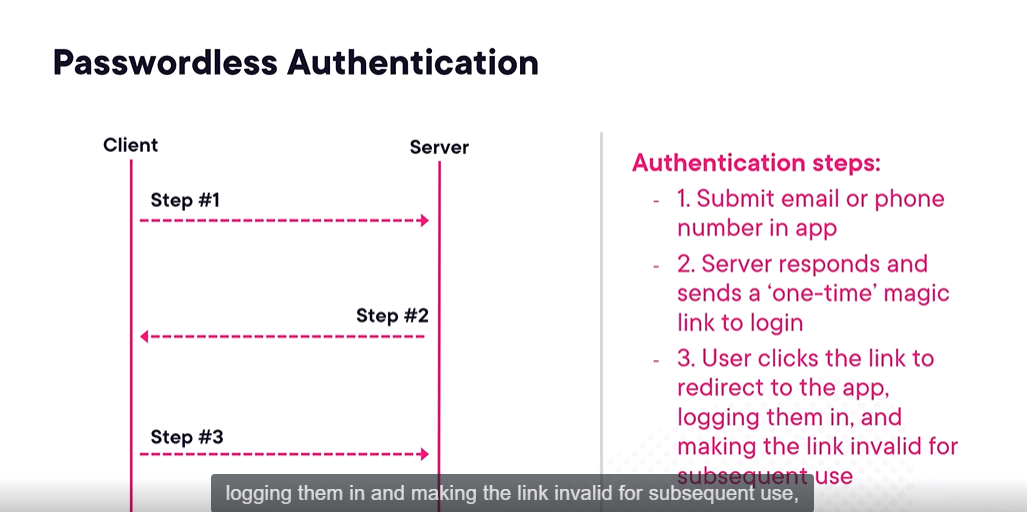 Passwordless Authentication
Client
Server
Step #1
Step #2
Step #3
Authentication steps:
- 1. Submit email or phone
number in app
- 2. Server responds and
sends a ‘one-time’ magic
link to login
- 3. User clicks the link to
redirect to the app,
logging them in, and
making the link invalid for
subsequent use
logging them in and making the link invalid for subsequent use,